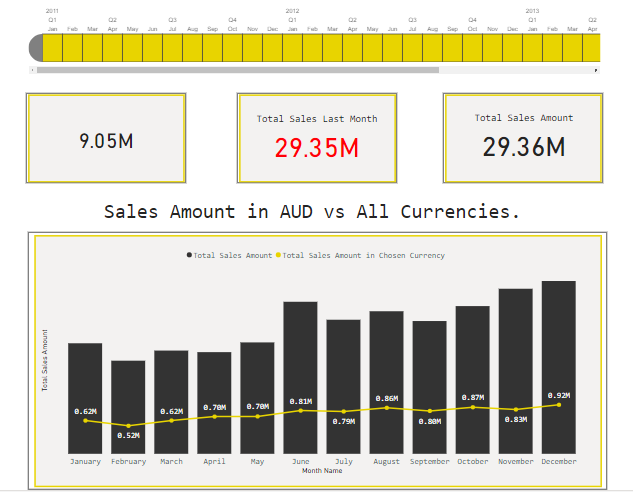 2011 2012 2013
Q1 Q2 Q3 Q4 Q1 Q2 Q3 Q4 Q1 Q2
Jan Feb Mar Apr May Jun Jul Aug Sep Oct Nov Dec Jan Feb Mar Apr May Jun Jul Aug Sep Oct Nov Dec Jan Feb Mar Apr
9.05M
Total Sales Last Month
29.35M
Total Sales Amount
29.36M
Sales Amount in AUD vs All Currencies.
Total Sales Amount Total Sales Amount in Chosen Currency
Total Sales Amount
0.62M 0.52M 0.62M 0.70M 0.70M 0.81M 0.79M 0.86M 0.80M 0.87M 0.83M 0.92M
January February March April May June July August September October November December
Month Name